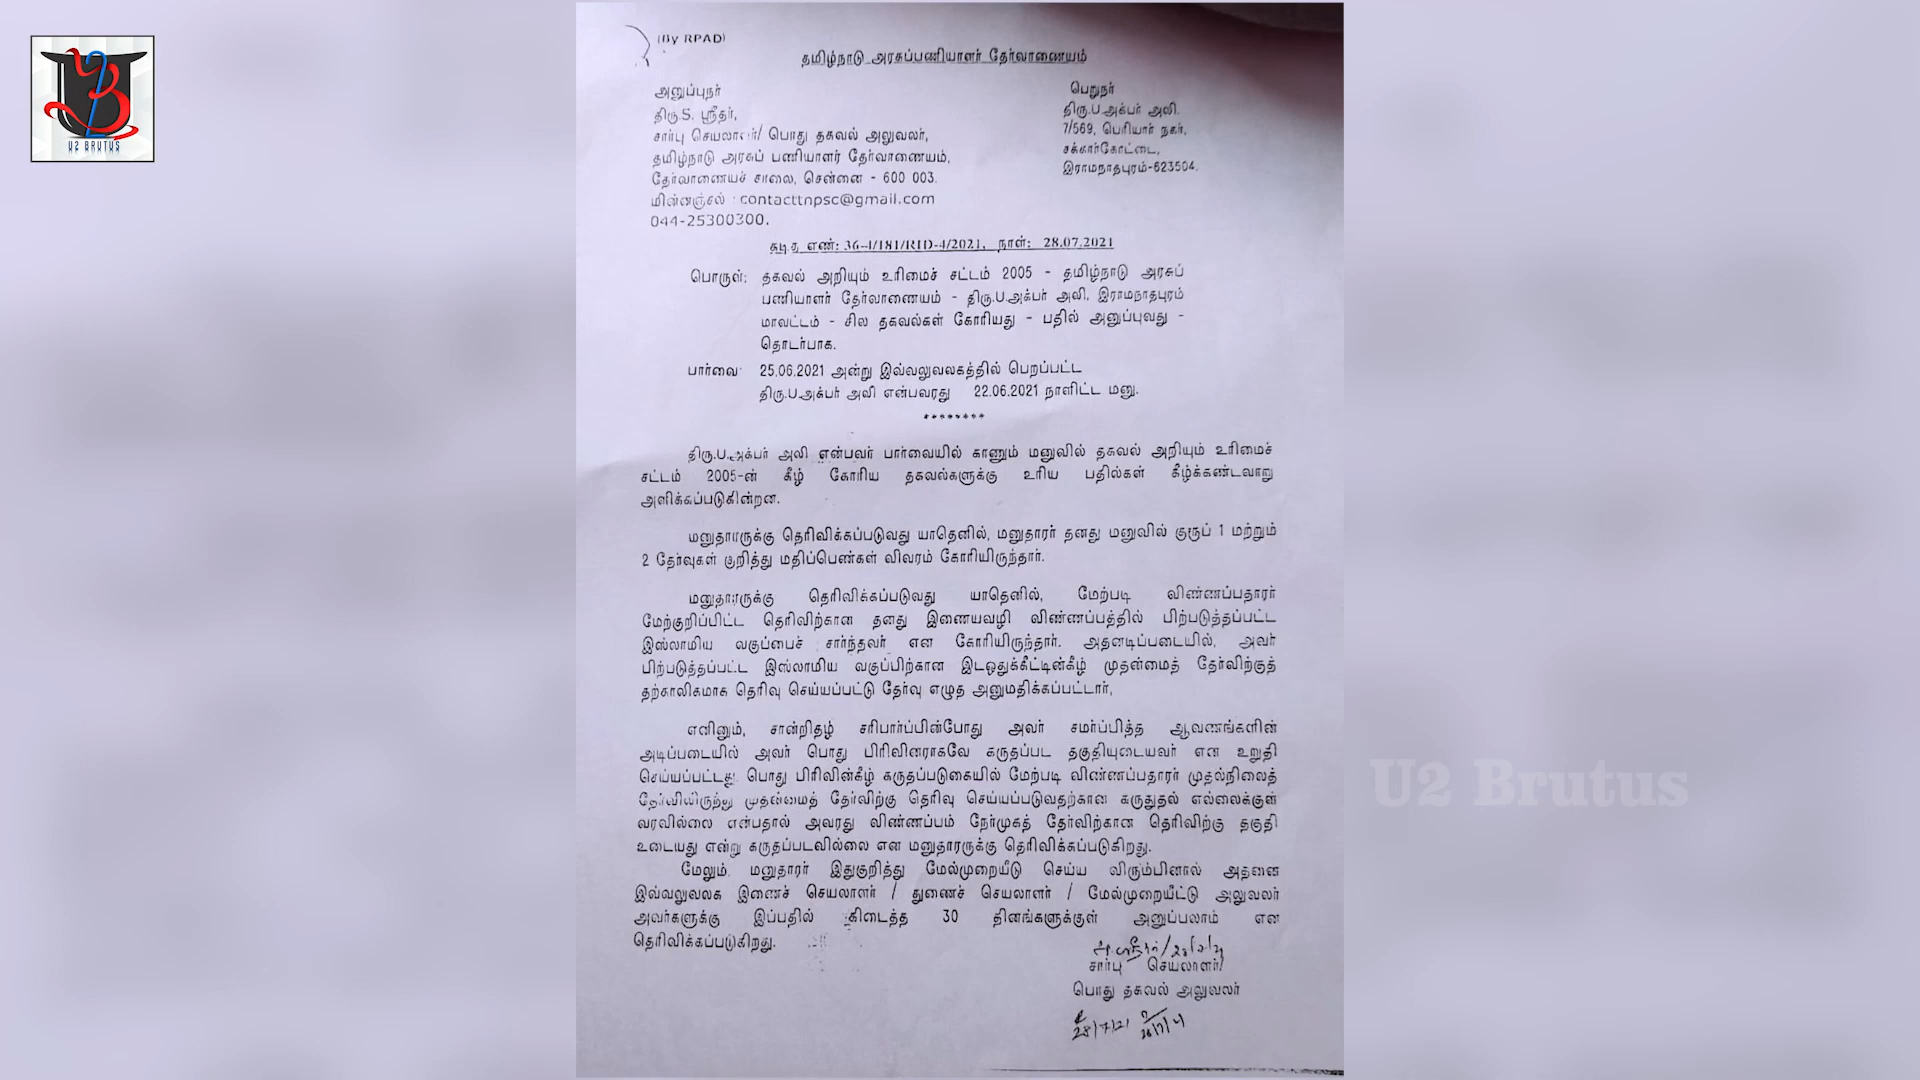 U2 BRUTUS
(By RPAD)
தமிழ்நாடு அரசுப்பணியாளர் தேர்வாணையம்
அனுப்புநர்
திரு.S. ஸ்ரீதர்,
சார்பு செயலாளர்/ பொது தகவல் அலுவலர்,
தமிழ்நாடு அரசுப் பணியாளர் தேர்வாணையம்,
தேர்வாணையச் சாலை, சென்னை - 600 003.
மின்னஞ்சல் : contacttnpsc@gmail.com
044-25300300.
பெறுநர்
திரு.ப.அக்பர் அலி.
7/569, பெரியார் நகர்,
சக்கார்கோட்டை,
இராமநாதபுரம்-623504.
கடித எண்: 364/181/RTD-4/2021, நாள்: 28.07.2021
பொருள்: தகவல் அறியும் உரிமைச் சட்டம் 2005 - தமிழ்நாடு அரசுப்
பணியாளர் தேர்வாணையம் - திரு.ப.அக்பர் அலி, இராமநாதபுரம்
மாவட்டம் - சில தகவல்கள் கோரியது - பதில் அனுப்புவது -
தொடர்பாக.
பார்வை: 25.06.2021 அன்று இவ்வலுவலகத்தில் பெறப்பட்ட
திரு.ப.அக்பர் அலி என்பவரது 22.06.2021 நாளிட்ட மனு.
********
திரு.ப.அக்பர் அலி என்பவர் பார்வையில் காணும் மனுவில் தகவல் அறியும் உரிமைச்
சட்டம் 2005-ன் கீழ் கோரிய தகவல்களுக்கு உரிய பதில்கள் கீழ்க்கண்டவாறு
அளிக்கப்படுகின்றன.
மனுதாரருக்கு தெரிவிக்கப்படுவது யாதெனில், மனுதாரர் தனது மனுவில் குரூப் 1 மற்றும்
2 தேர்வுகள் குறித்து மதிப்பெண்கள் விவரம் கோரியிருந்தார்.
மனுதாரருக்கு தெரிவிக்கப்படுவது யாதெனில், மேற்படி விண்ணப்பதாரர்
மேற்குறிப்பிட்ட தெரிவிற்கான தனது இணையவழி விண்ணப்பத்தில் பிற்படுத்தப்பட்ட
இஸ்லாமிய வகுப்பைச் சார்ந்தவர் என கோரியிருந்தார். அதனடிப்படையில், அவர்
பிற்படுத்தப்பட்ட இஸ்லாமிய வகுப்பிற்கான இடஒதுக்கீட்டின்கீழ் முதன்மைத் தேர்விற்குத்
தற்காலிகமாக தெரிவு செய்யப்பட்டு தேர்வு எழுத அனுமதிக்கப்பட்டார்.
எனினும், சான்றிதழ் சரிபார்ப்பின்போது அவர் சமர்ப்பித்த ஆவணங்களின்
அடிப்படையில் அவர் பொது பிரிவினராகவே கருதப்பட தகுதியுடையவர் என உறுதி
செய்யப்பட்டது. பொது பிரிவின்கீழ் கருதப்படுகையில் மேற்படி விண்ணப்பதாரர் முதல்நிலைத்
தேர்விலிருந்து முதன்மைத் தேர்விற்கு தெரிவு செய்யப்படுவதற்கான கருதுதல் எல்லைக்குள்
வரவில்லை என்பதால் அவரது விண்ணப்பம் நேர்முகத் தேர்விற்கான தெரிவிற்கு தகுதி
உடையது என்று கருதப்படவில்லை என மனுதாரருக்கு தெரிவிக்கப்படுகிறது.
மேலும், மனுதாரர் இதுகுறித்து மேல்முறையீடு செய்ய விரும்பினால் அதனை
இவ்வலுவலக இணைச் செயலாளர் / துணைச் செயலாளர் / மேல்முறையீட்டு அலுவலர்
அவர்களுக்கு இப்பதில் கிடைத்த 30 தினங்களுக்குள் அனுப்பலாம் என
தெரிவிக்கப்படுகிறது.
சார்பு செயலாளர்/
பொது தகவல் அலுவலர்
28/7/21
U2 Brutus